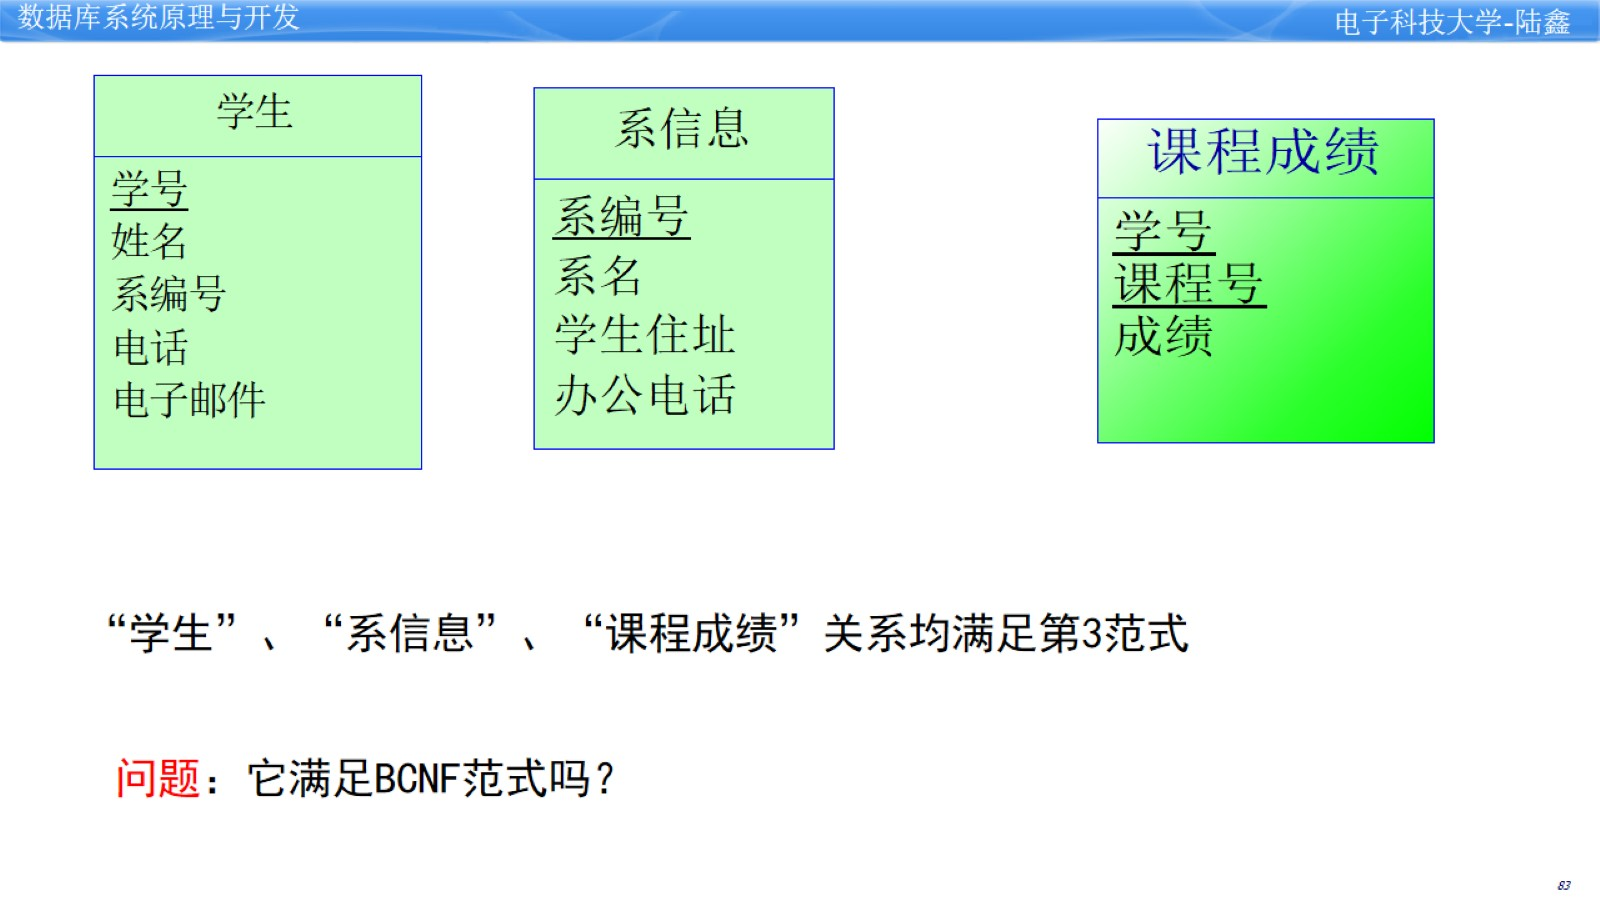 数据库系统原理与开发
电子科技大学-陆鑫
学生
学号
姓名
系编号
电话
电子邮件
系信息
系编号
系名
学生住址
办公电话
课程成绩
学号
课程号
成绩
“学生”、“系信息”、“课程成绩”关系均满足第3范式
问题：它满足BCNF范式吗？
83